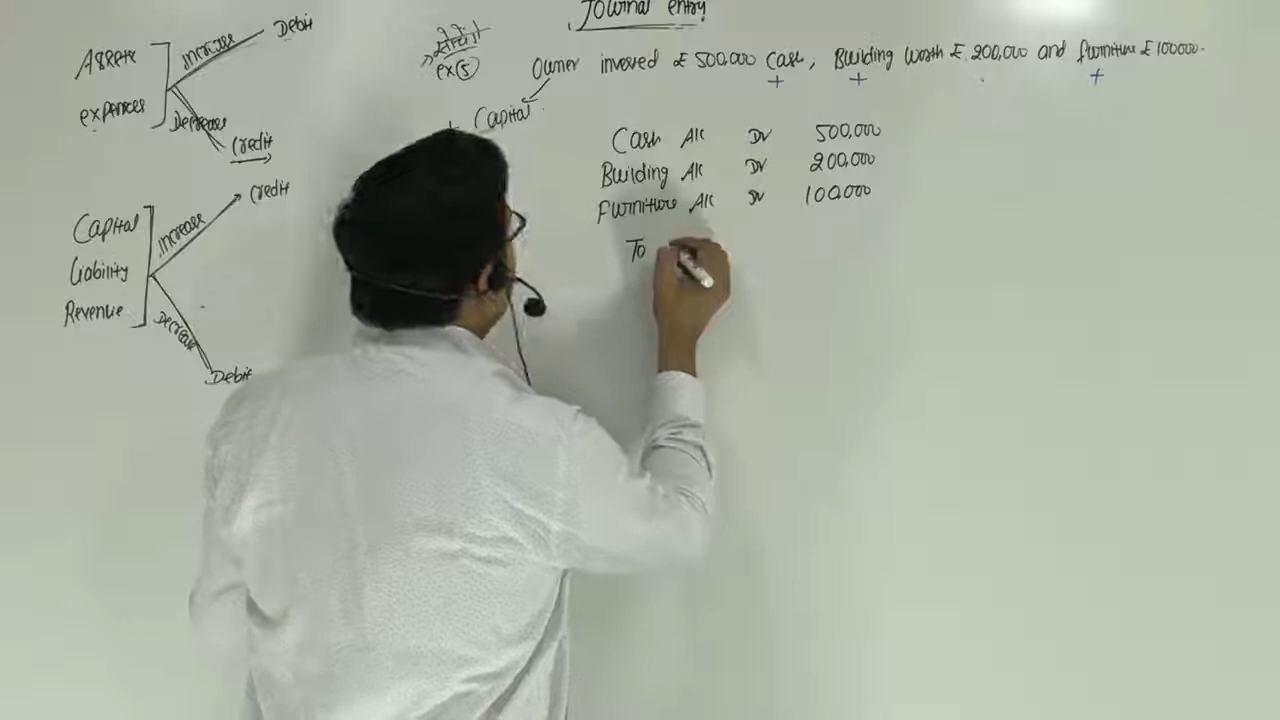 Journal entry
Owner invested £ 500,000 Cash, Building worth £ 200,000 and furniture £ 100000.
+ + +
ex (5)
Capital
Assets
expences
Increase
Debit
Decrease
Credit
Capital
liability
Revenue
Increase
Credit
Decrease
Debit
Cash A/c Dr 500,000
Building A/c Dr 200,000
Furniture A/c Dr 100,000
To